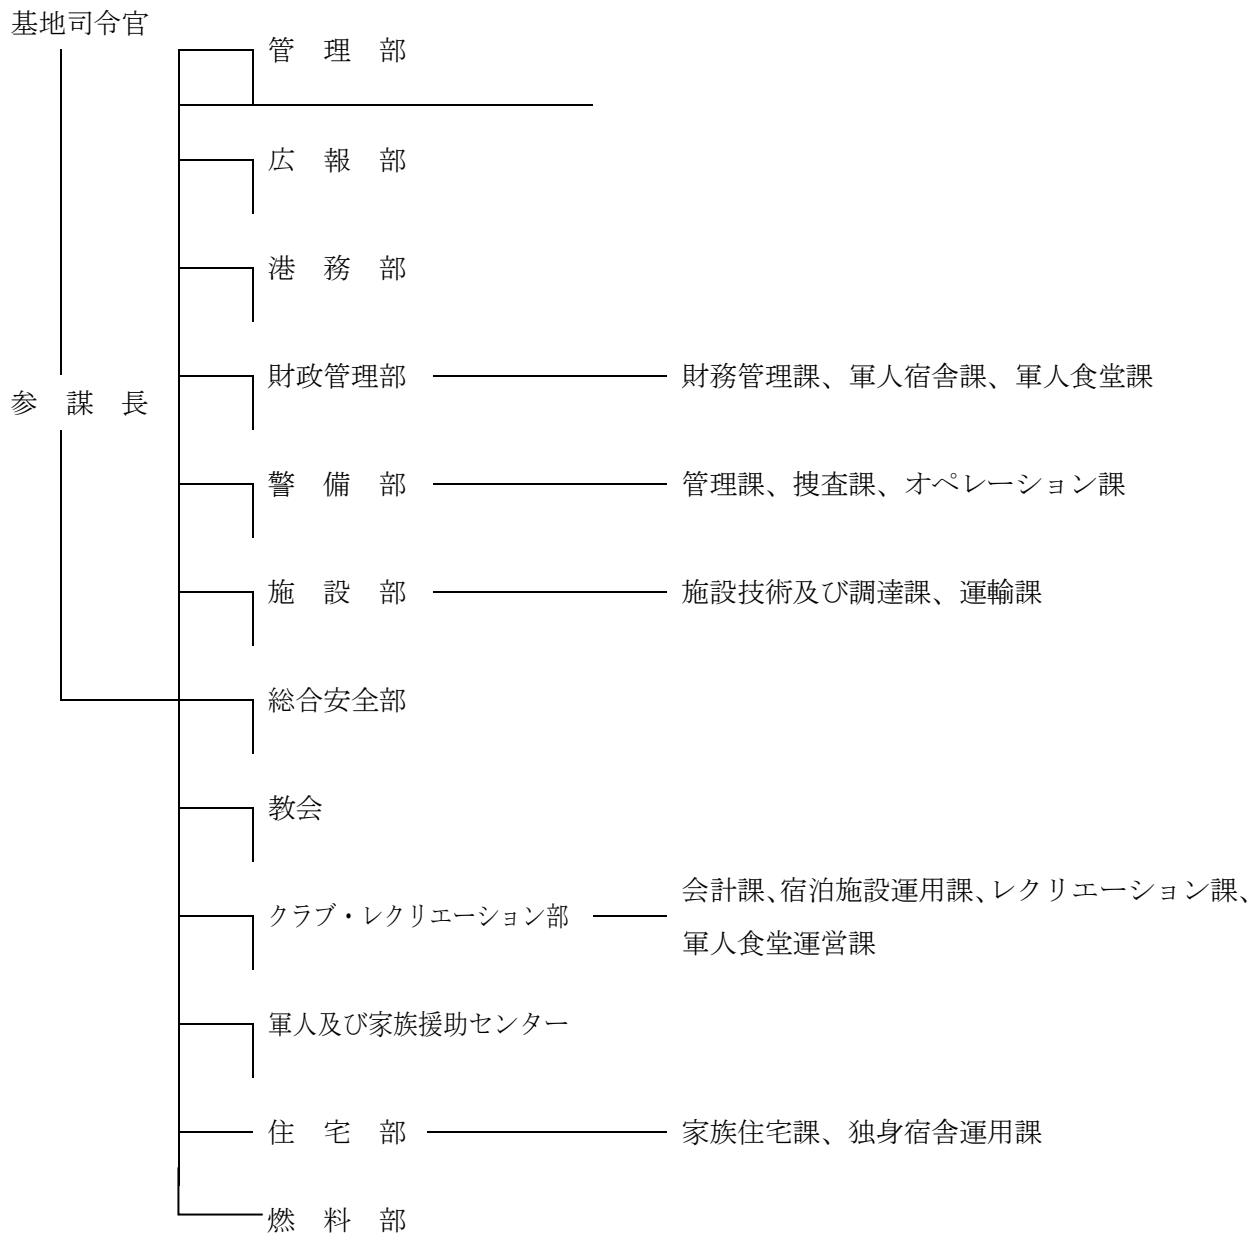 基地司令官
管 理 部
広 報 部
港 務 部
財政管理部 財務管理課、軍人宿舎課、軍人食堂課
参 謀 長
警 備 部 管理課、捜査課、オペレーション課
施 設 部 施設技術及び調達課、運輸課
総合安全部
教会
クラブ・レクリエーション部 会計課、宿泊施設運用課、レクリエーション課、
軍人食堂運営課
軍人及び家族援助センター
住 宅 部 家族住宅課、独身宿舎運用課
燃 料 部